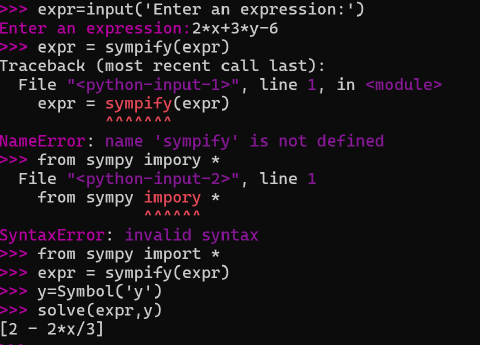 >>> expr=input('Enter an expression:')
Enter an expression:2*x+3*y-6
>>> expr = sympify(expr)
Traceback (most recent call last):
  File "<python-input-1>", line 1, in <module>
    expr = sympify(expr)
           ^^^^^^^
NameError: name 'sympify' is not defined
>>> from sympy impory *
  File "<python-input-2>", line 1
    from sympy impory *
               ^^^^^^
SyntaxError: invalid syntax
>>> from sympy import *
>>> expr = sympify(expr)
>>> y=Symbol('y')
>>> solve(expr,y)
[2 - 2*x/3]
>>>